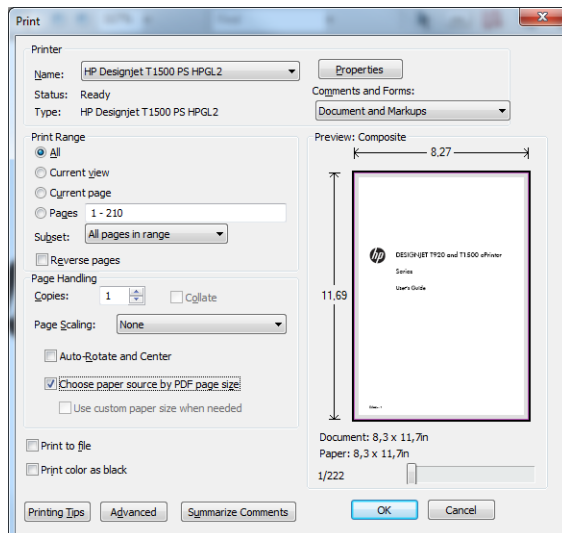 Print
Printer
Name: HP Designjet T1500 PS HPGL2 Properties
Status: Ready Comments and Forms:
Type: HP Designjet T1500 PS HPGL2 Document and Markups
Print Range
All
Current view
Current page
Pages 1 - 210
Subset: All pages in range
Reverse pages
Page Handling
Copies: 1 Collate
Page Scaling: None
Auto-Rotate and Center
Choose paper source by PDF page size
Use custom paper size when needed
Print to file
Print color as black
Preview: Composite
8,27
11,69
hp DESIGNJET T920 and T1500 ePrinter
Series
User's Guide
Document: 8,3 x 11,7in
Paper: 8,3 x 11,7in
1/222
Printing Tips Advanced Summarize Comments OK Cancel